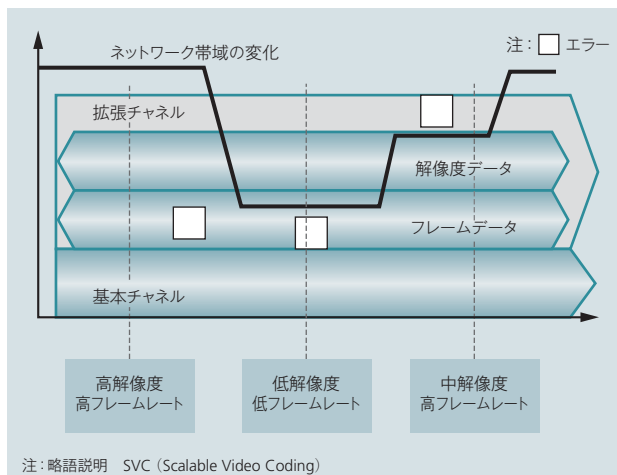 ネットワーク帯域の変化
注：
エラー
拡張チャネル
解像度データ
フレームデータ
基本チャネル
高解像度
高フレームレート
低解像度
低フレームレート
中解像度
高フレームレート
注：略語説明　SVC（Scalable Video Coding）